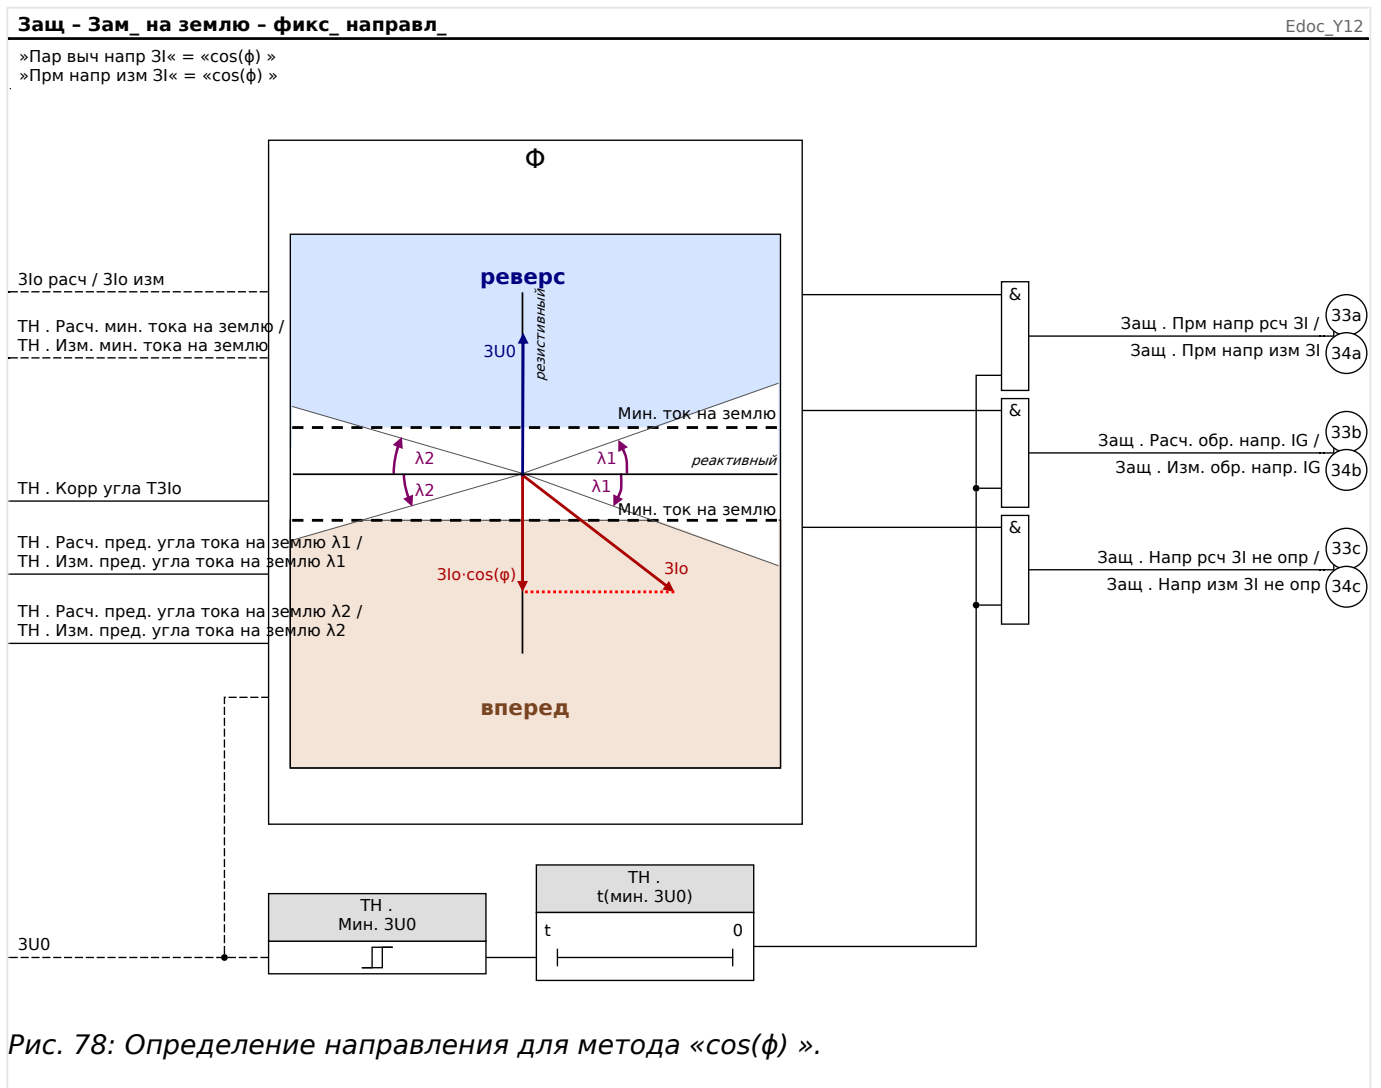 Защ – Зам_ на землю – фикс_ направл_
Edoc_Y12
»Пар выч напр ЗІ« = «cos(ϕ) »
»Прм напр изм ЗІ« = «cos(ϕ) »
Φ
3Io расч / 3Io изм
ТН . Расч. мин. тока на землю /
ТН . Изм. мин. тока на землю
ТН . Корр угла Т3Io
ТН . Расч. пред. угла тока на землю λ1 /
ТН . Изм. пред. угла тока на землю λ1
ТН . Расч. пред. угла тока на землю λ2 /
ТН . Изм. пред. угла тока на землю λ2
3U0
реверс
резистивный
3U0
Мин. ток на землю
реактивный
λ2
λ1
λ2
λ1
Мин. ток на землю
3Io·cos(φ)
3Io
вперед
&
Защ . Прм напр рсч ЗІ /
33a
Защ . Прм напр изм ЗІ
34a
&
Защ . Расч. обр. напр. IG /
33b
Защ . Изм. обр. напр. IG
34b
&
Защ . Напр рсч ЗІ не опр /
33c
Защ . Напр изм ЗІ не опр
34c
ТН .
Мин. 3U0
ТН .
t(мин. 3U0)
t
0
Рис. 78: Определение направления для метода «cos(ϕ) ».